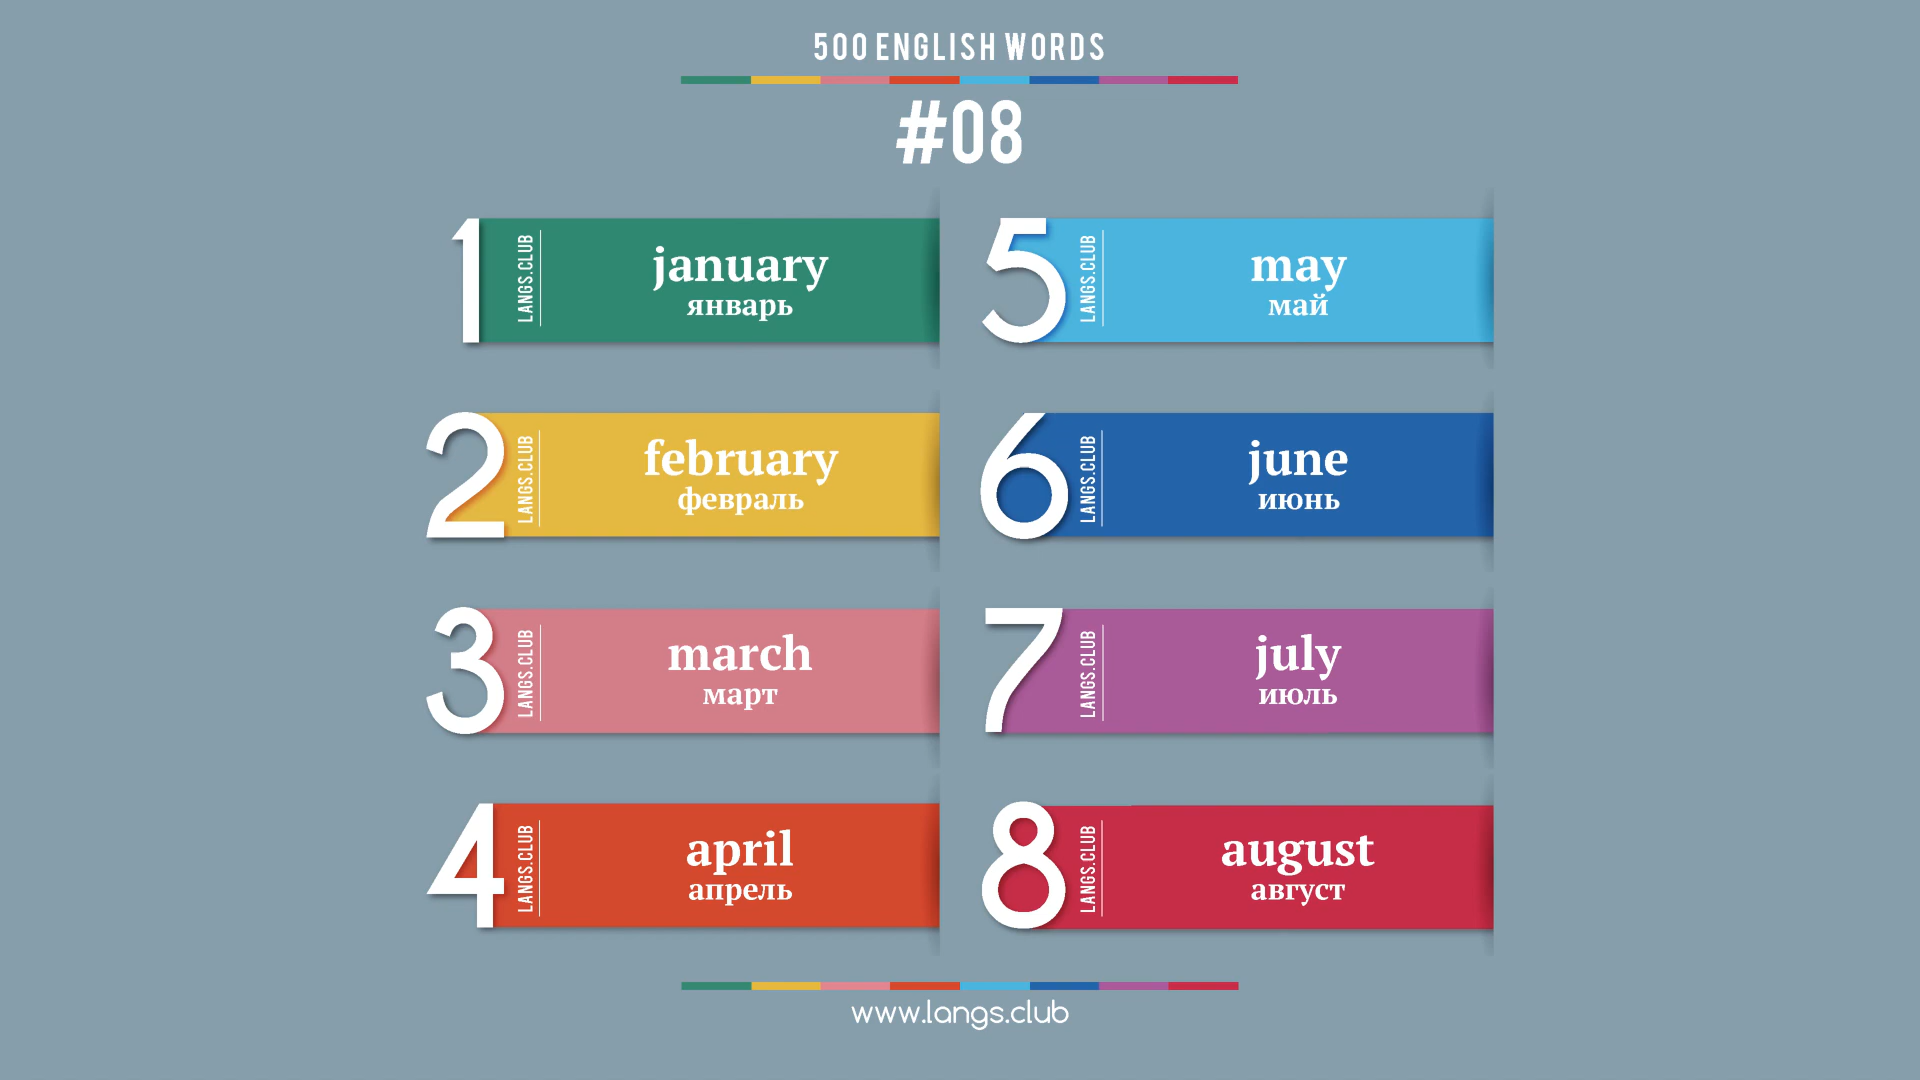 500 ENGLISH WORDS
#08
1
LANGS.CLUB
january
январь
2
LANGS.CLUB
february
февраль
3
LANGS.CLUB
march
март
4
LANGS.CLUB
april
апрель
5
LANGS.CLUB
may
май
6
LANGS.CLUB
june
июнь
7
LANGS.CLUB
july
июль
8
LANGS.CLUB
august
август
www.langs.club